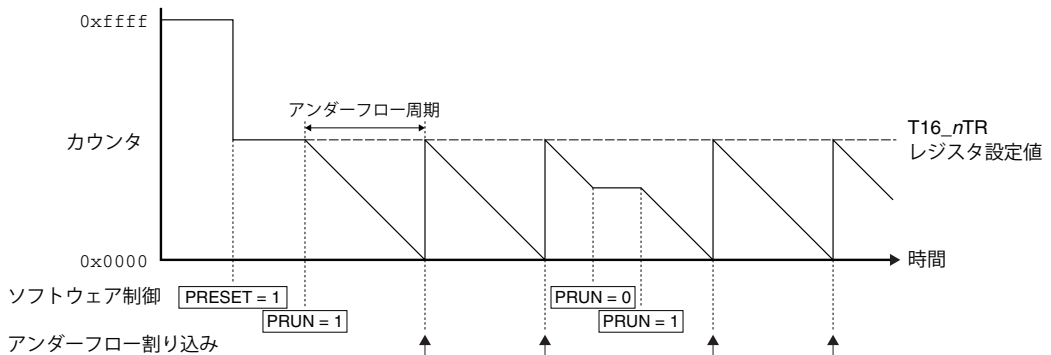 0xffff
アンダーフロー周期
カウンタ
T16_nTR
レジスタ設定値
0x0000
時間
ソフトウェア制御
PRESET = 1
PRUN = 0
PRUN = 1
PRUN = 1
アンダーフロー割り込み